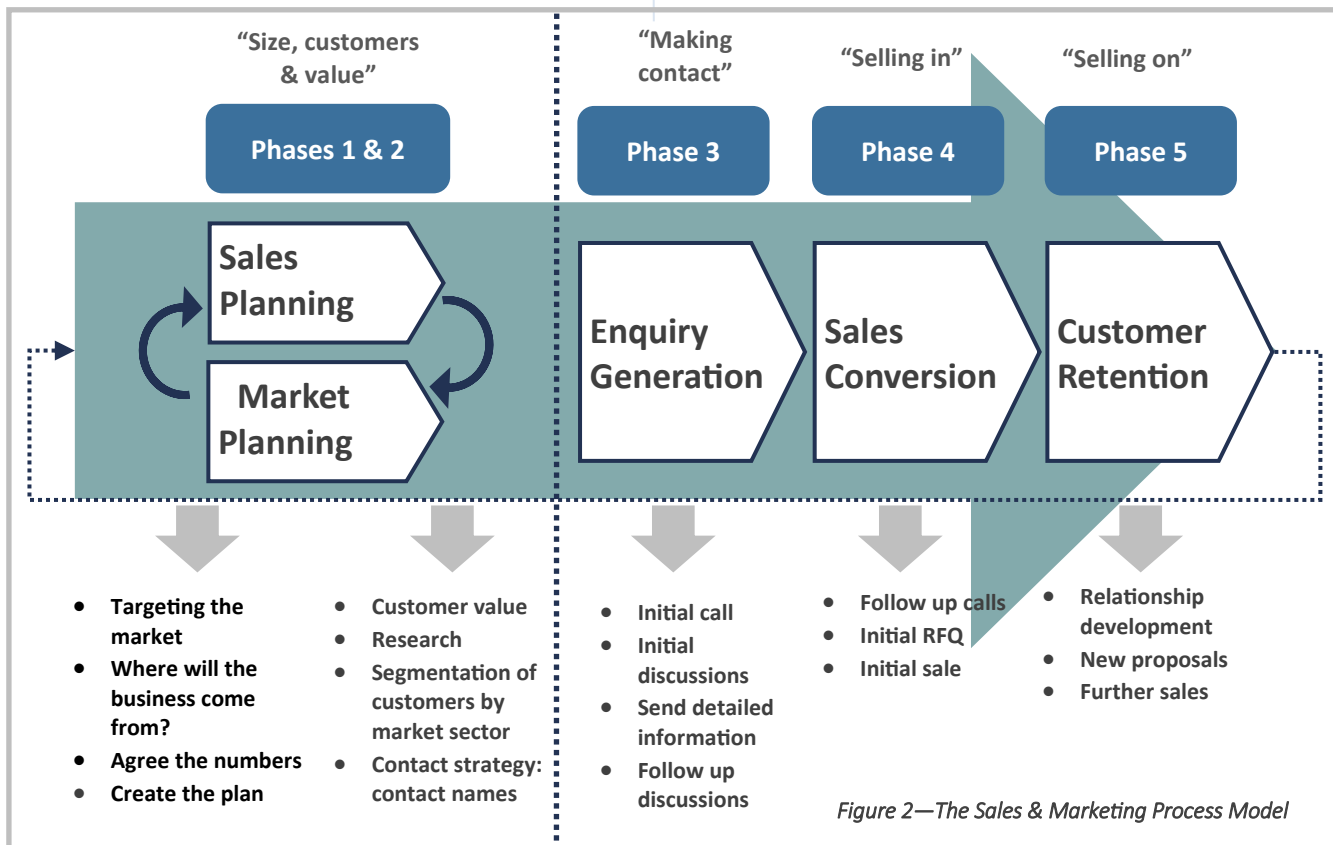 “Size, customers
& value”
“Making
contact”
“Selling in”
“Selling on”
Phases 1 & 2
Phase 3
Phase 4
Phase 5
Sales
Planning
Market
Planning
Enquiry
Generation
Sales
Conversion
Customer
Retention
• Targeting the
market
• Where will the
business come
from?
• Agree the numbers
• Create the plan
• Customer value
• Research
• Segmentation of
customers by
market sector
• Contact strategy:
contact names
• Initial call
• Initial
discussions
• Send detailed
information
• Follow up
discussions
• Follow up calls
• Initial RFQ
• Initial sale
• Relationship
development
• New proposals
• Further sales
Figure 2—The Sales & Marketing Process Model